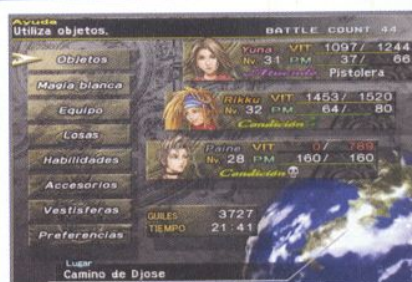 Ayuda
Utiliza objetos.
BATTLE COUNT 44
Objetos
Magia blanca
Equipo
Losas
Habilidades
Accesorios
Vestisferas
Preferencias
Yuna VIT 1097/ 1244
Nv 31 PM 37/ 66
Pistolera
Rikku VIT 1453/ 1520
Nv 32 PM 64/ 80
Condición
Paine VIT 0/ 789
Nv 28 PM 160/ 160
Condición
GUILES 3727
TIEMPO 21:41
Lugar
Camino de Djose